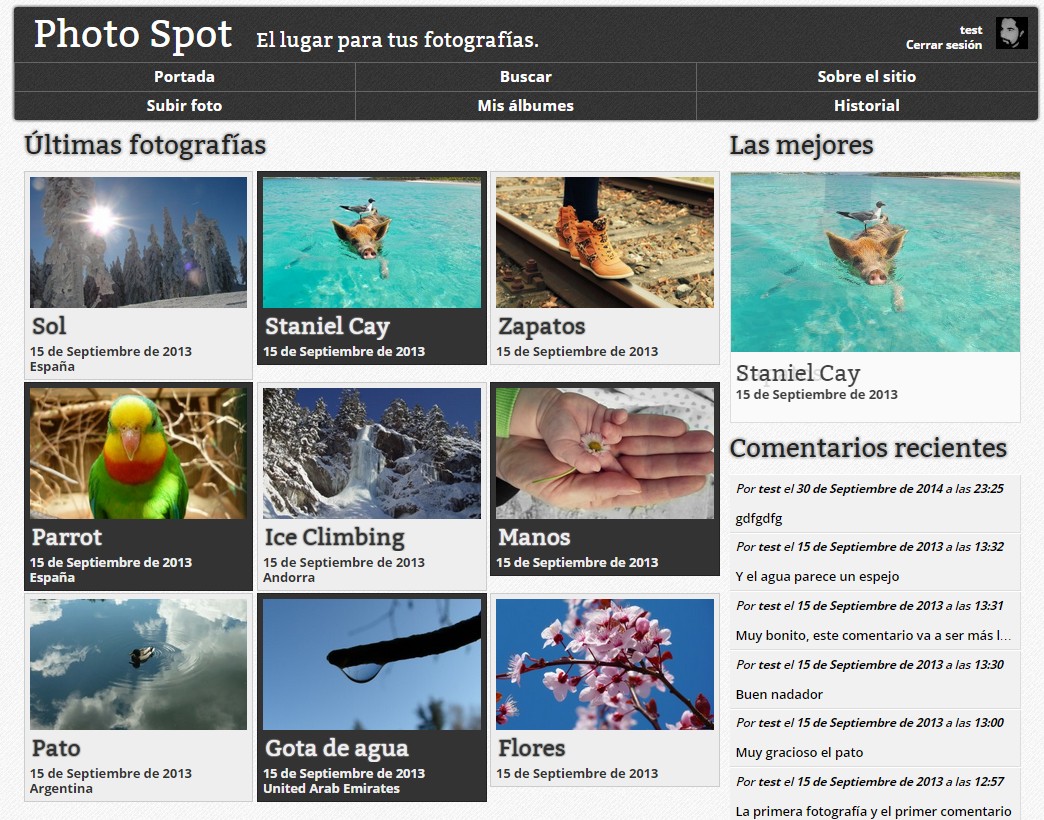 Photo Spot El lugar para tus fotografías.
test
Cerrar sesión
Portada Buscar Sobre el sitio
Subir foto Mis álbumes Historial
Últimas fotografías
Sol
15 de Septiembre de 2013
España
Staniel Cay
15 de Septiembre de 2013
Zapatos
15 de Septiembre de 2013
Parrot
15 de Septiembre de 2013
España
Ice Climbing
15 de Septiembre de 2013
Andorra
Manos
15 de Septiembre de 2013
Pato
15 de Septiembre de 2013
Argentina
Gota de agua
15 de Septiembre de 2013
United Arab Emirates
Flores
15 de Septiembre de 2013
Las mejores
Staniel Cay
15 de Septiembre de 2013
Comentarios recientes
Por test el 30 de Septiembre de 2014 a las 23:25
gdfgdfg
Por test el 15 de Septiembre de 2013 a las 13:32
Y el agua parece un espejo
Por test el 15 de Septiembre de 2013 a las 13:31
Muy bonito, este comentario va a ser más l...
Por test el 15 de Septiembre de 2013 a las 13:30
Buen nadador
Por test el 15 de Septiembre de 2013 a las 13:00
Muy gracioso el pato
Por test el 15 de Septiembre de 2013 a las 12:57
La primera fotografía y el primer comentario